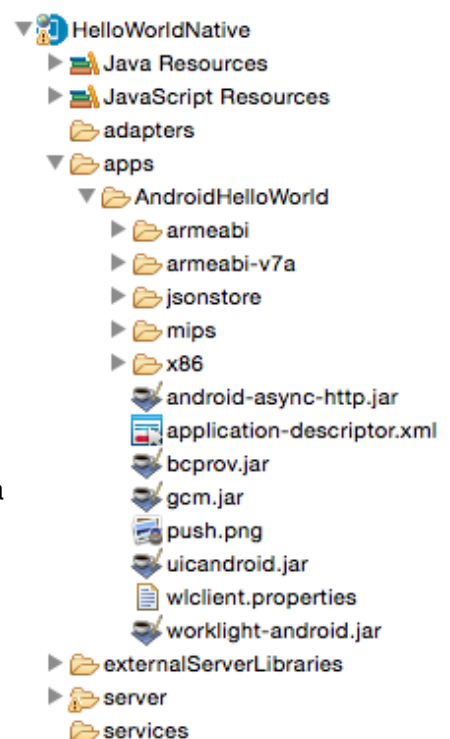 HelloWorldNative
Java Resources
JavaScript Resources
adapters
apps
AndroidHelloWorld
armeabi
armeabi-v7a
jsonstore
mips
x86
android-async-http.jar
application-descriptor.xml
bcprov.jar
gcm.jar
push.png
uicandroid.jar
wlclient.properties
worklight-android.jar
externalServerLibraries
server
services